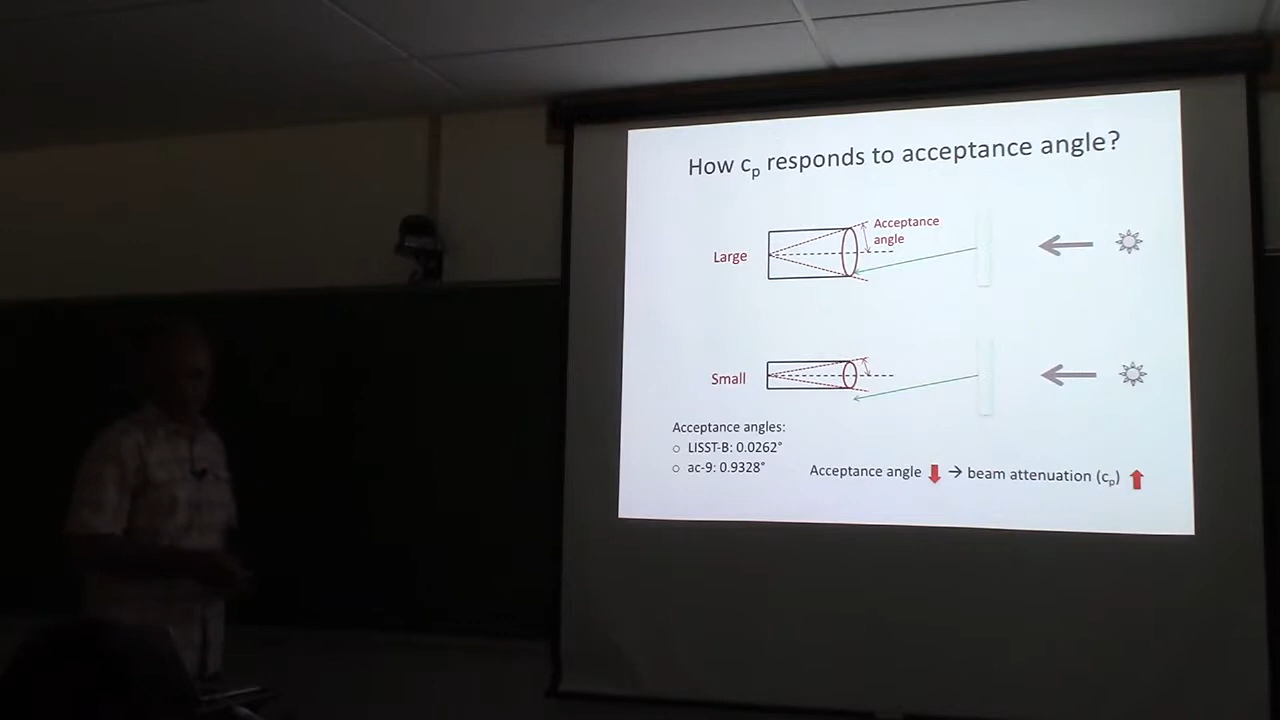 How cp responds to acceptance angle?
Acceptance
angle
Large
Small
Acceptance angles:
○ LISST-B: 0.0262°
○ ac-9: 0.9328°
Acceptance angle ⬇ → beam attenuation (cp) ⬆